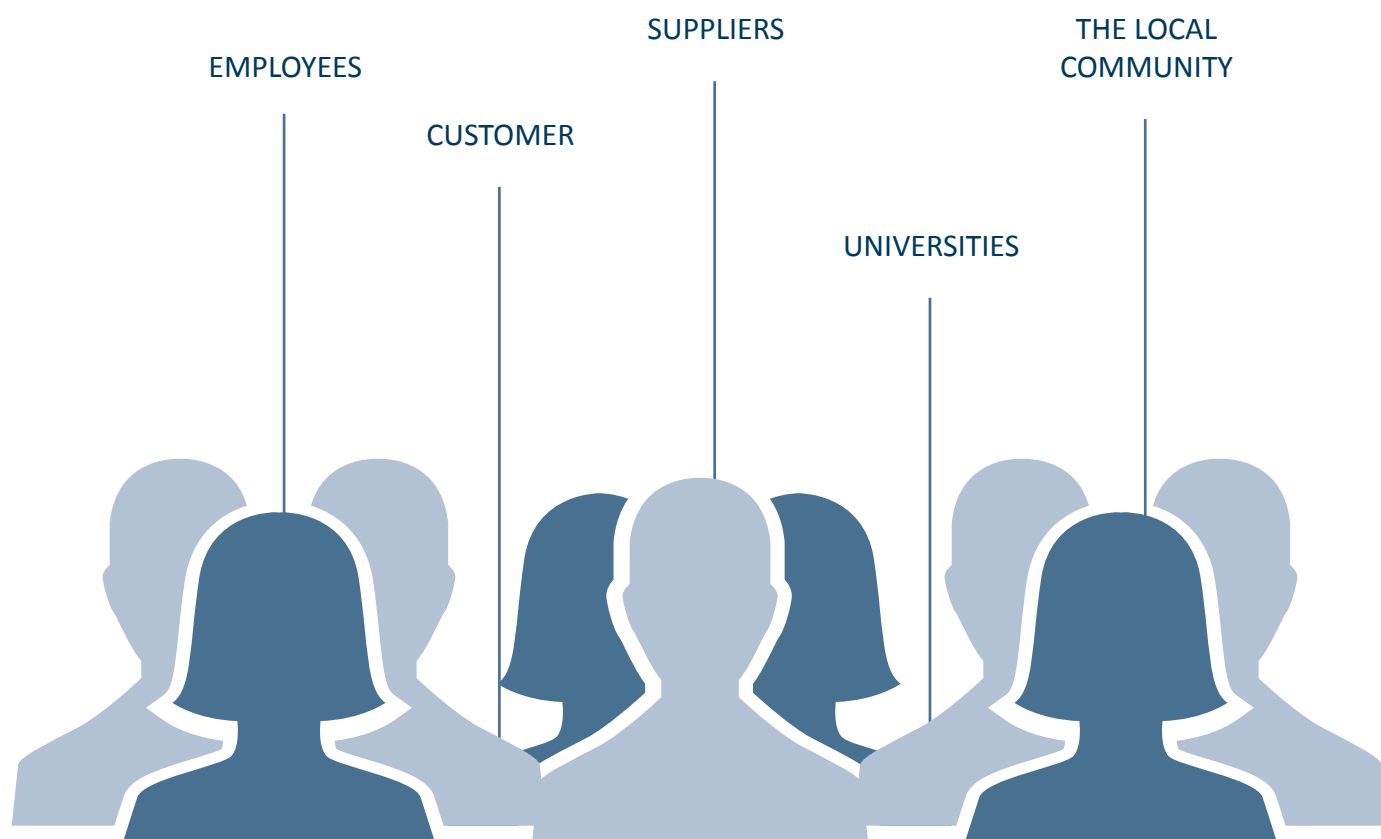 EMPLOYEES
CUSTOMER
SUPPLIERS
UNIVERSITIES
THE LOCAL
COMMUNITY